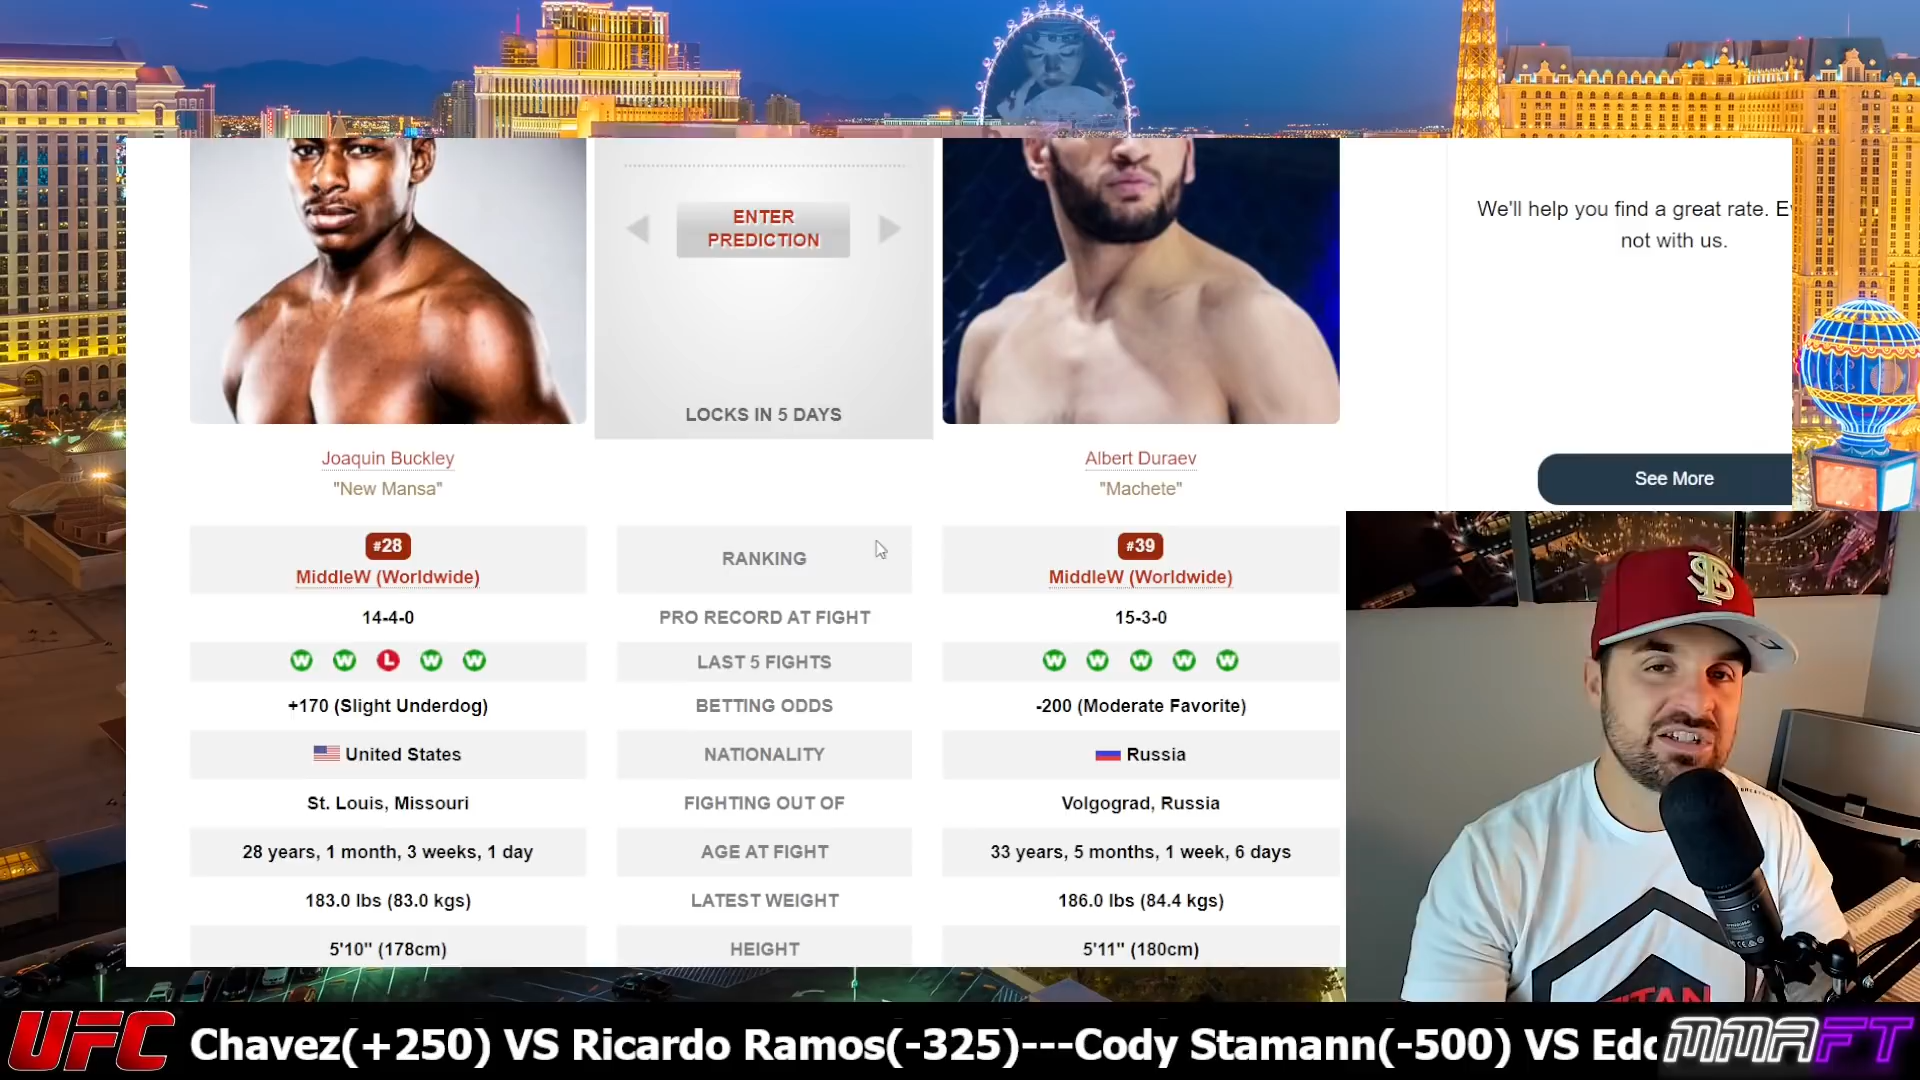 ENTER
PREDICTION
LOCKS IN 5 DAYS
We'll help you find a great rate. E
not with us.
See More
Joaquin Buckley
"New Mansa"
Albert Duraev
"Machete"
#28
MiddleW (Worldwide)
RANKING
#39
MiddleW (Worldwide)
14-4-0
PRO RECORD AT FIGHT
15-3-0
W W L W W
LAST 5 FIGHTS
W W W W W
+170 (Slight Underdog)
BETTING ODDS
-200 (Moderate Favorite)
United States
NATIONALITY
Russia
St. Louis, Missouri
FIGHTING OUT OF
Volgograd, Russia
28 years, 1 month, 3 weeks, 1 day
AGE AT FIGHT
33 years, 5 months, 1 week, 6 days
183.0 lbs (83.0 kgs)
LATEST WEIGHT
186.0 lbs (84.4 kgs)
5'10" (178cm)
HEIGHT
5'11" (180cm)
TITAN
UFC
Chavez(+250) VS Ricardo Ramos(-325)---Cody Stamann(-500) VS Edd
MMAFT